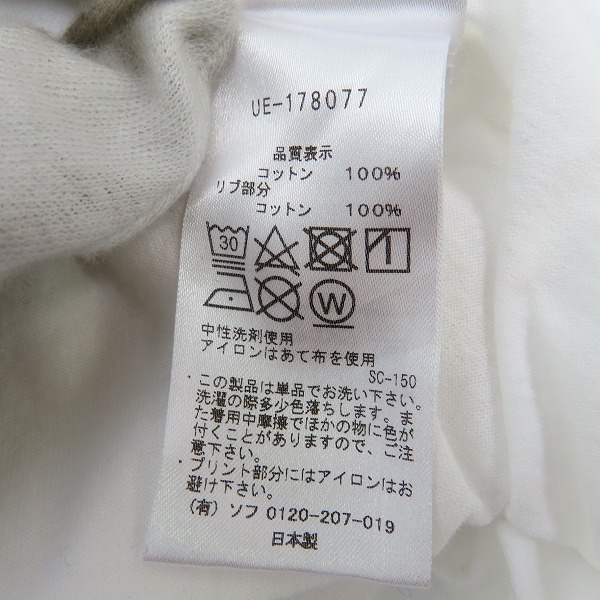 UE-178077
品質表示
コットン 100%
リブ部分
コットン 100%
30
W
中性洗剤使用
アイロンはあて布を使用
SC-150
・この製品は単品でお洗い下さい。
洗濯の際多少色落ちします。ま
た着用中摩擦でほかの物に色が
付くことがありますので、ご注
意下さい。
・プリント部分にはアイロンはお
避け下さい。
(有) ソフ 0120-207-019
日本製